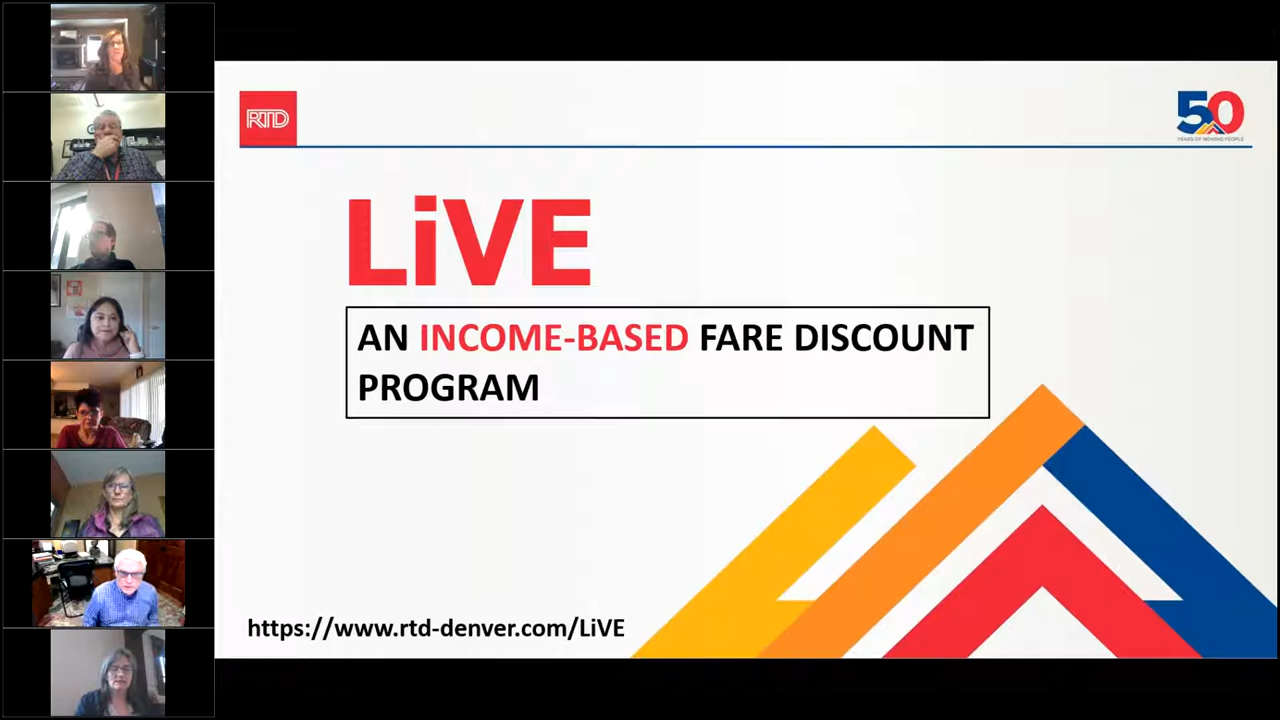 RTD
50
YEARS OF MOVING PEOPLE
LiVE
AN INCOME-BASED FARE DISCOUNT
PROGRAM
https://www.rtd-denver.com/LiVE